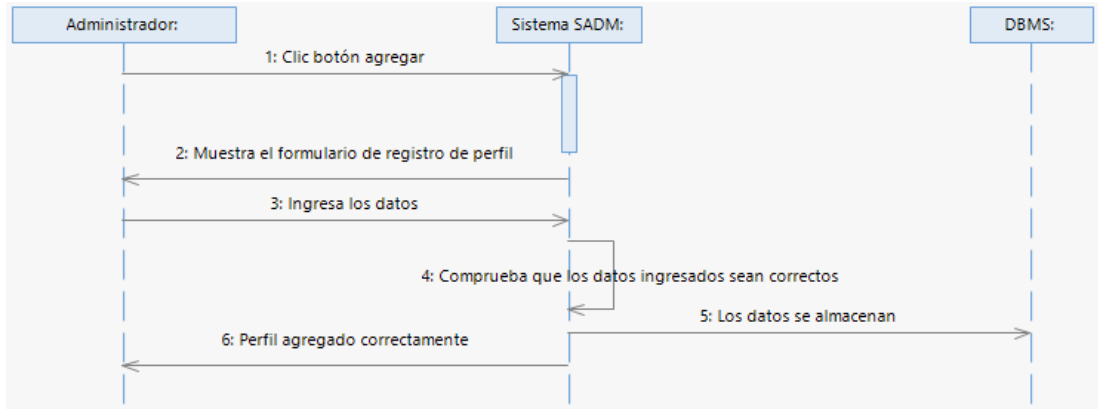 Administrador:
Sistema SADM:
DBMS:
1: Clic botón agregar
2: Muestra el formulario de registro de perfil
3: Ingresa los datos
4: Comprueba que los datos ingresados sean correctos
5: Los datos se almacenan
6: Perfil agregado correctamente